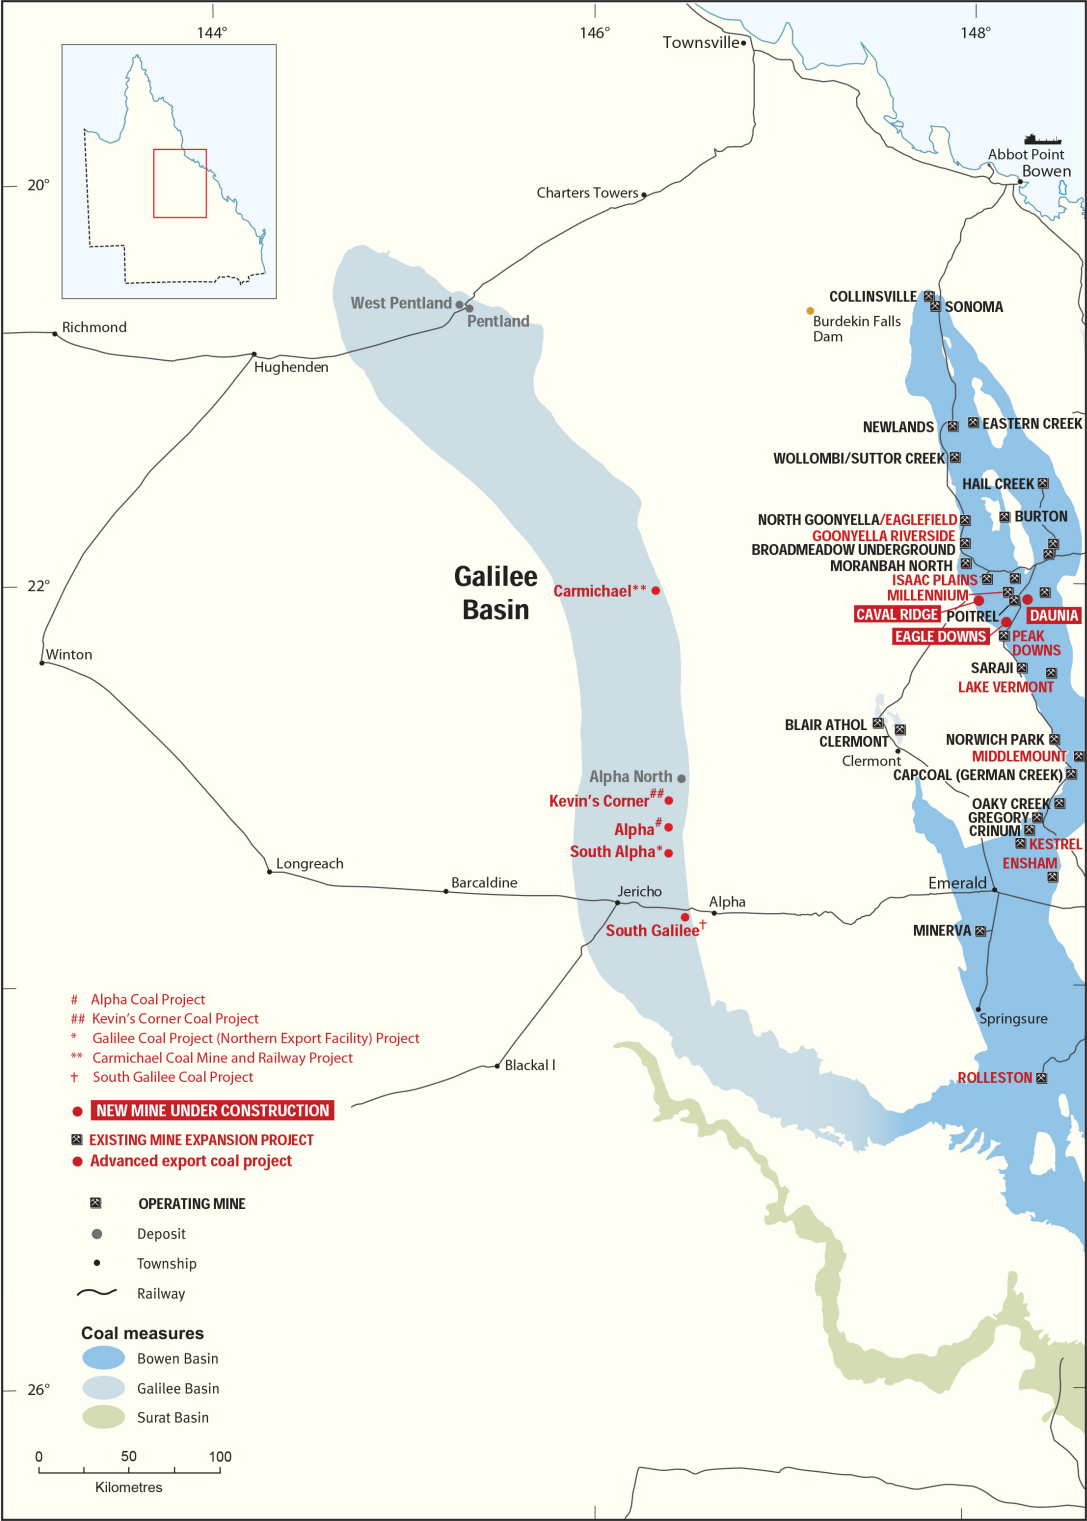 144°
146°
148°
Townsville
Abbot Point
Bowen
20°
Charters Towers
COLLINSVILLE
SONOMA
West Pentland
Pentland
Burdekin Falls
Dam
Richmond
Hughenden
NEWLANDS
EASTERN CREEK
WOLLOMBI/SUTTOR CREEK
HAIL CREEK
NORTH GOONYELLA/EAGLEFIELD
BURTON
GOONYELLA RIVERSIDE
BROADMEADOW UNDERGROUND
MORANBAH NORTH
22°
Galilee
Basin
Carmichael**
ISAAC PLAINS
MILLENNIUM
CAVAL RIDGE
POITREL
DAUNIA
EAGLE DOWNS
PEAK
DOWNS
Winton
SARAJI
LAKE VERMONT
BLAIR ATHOL
CLERMONT
Clermont
NORWICH PARK
MIDDLEMOUNT
CAPCOAL (GERMAN CREEK)
Alpha North
Kevin's Corner##
OAKY CREEK
GREGORY
CRINUM
Alpha#
KESTREL
South Alpha*
ENSHAM
Longreach
Barcaldine
Jericho
Alpha
Emerald
South Galilee†
MINERVA
# Alpha Coal Project
## Kevin's Corner Coal Project
* Galilee Coal Project (Northern Export Facility) Project
** Carmichael Coal Mine and Railway Project
† South Galilee Coal Project
Springsure
Blackal l
ROLLESTON
NEW MINE UNDER CONSTRUCTION
EXISTING MINE EXPANSION PROJECT
Advanced export coal project
OPERATING MINE
Deposit
Township
Railway
Coal measures
Bowen Basin
Galilee Basin
Surat Basin
26°
0 50 100
Kilometres